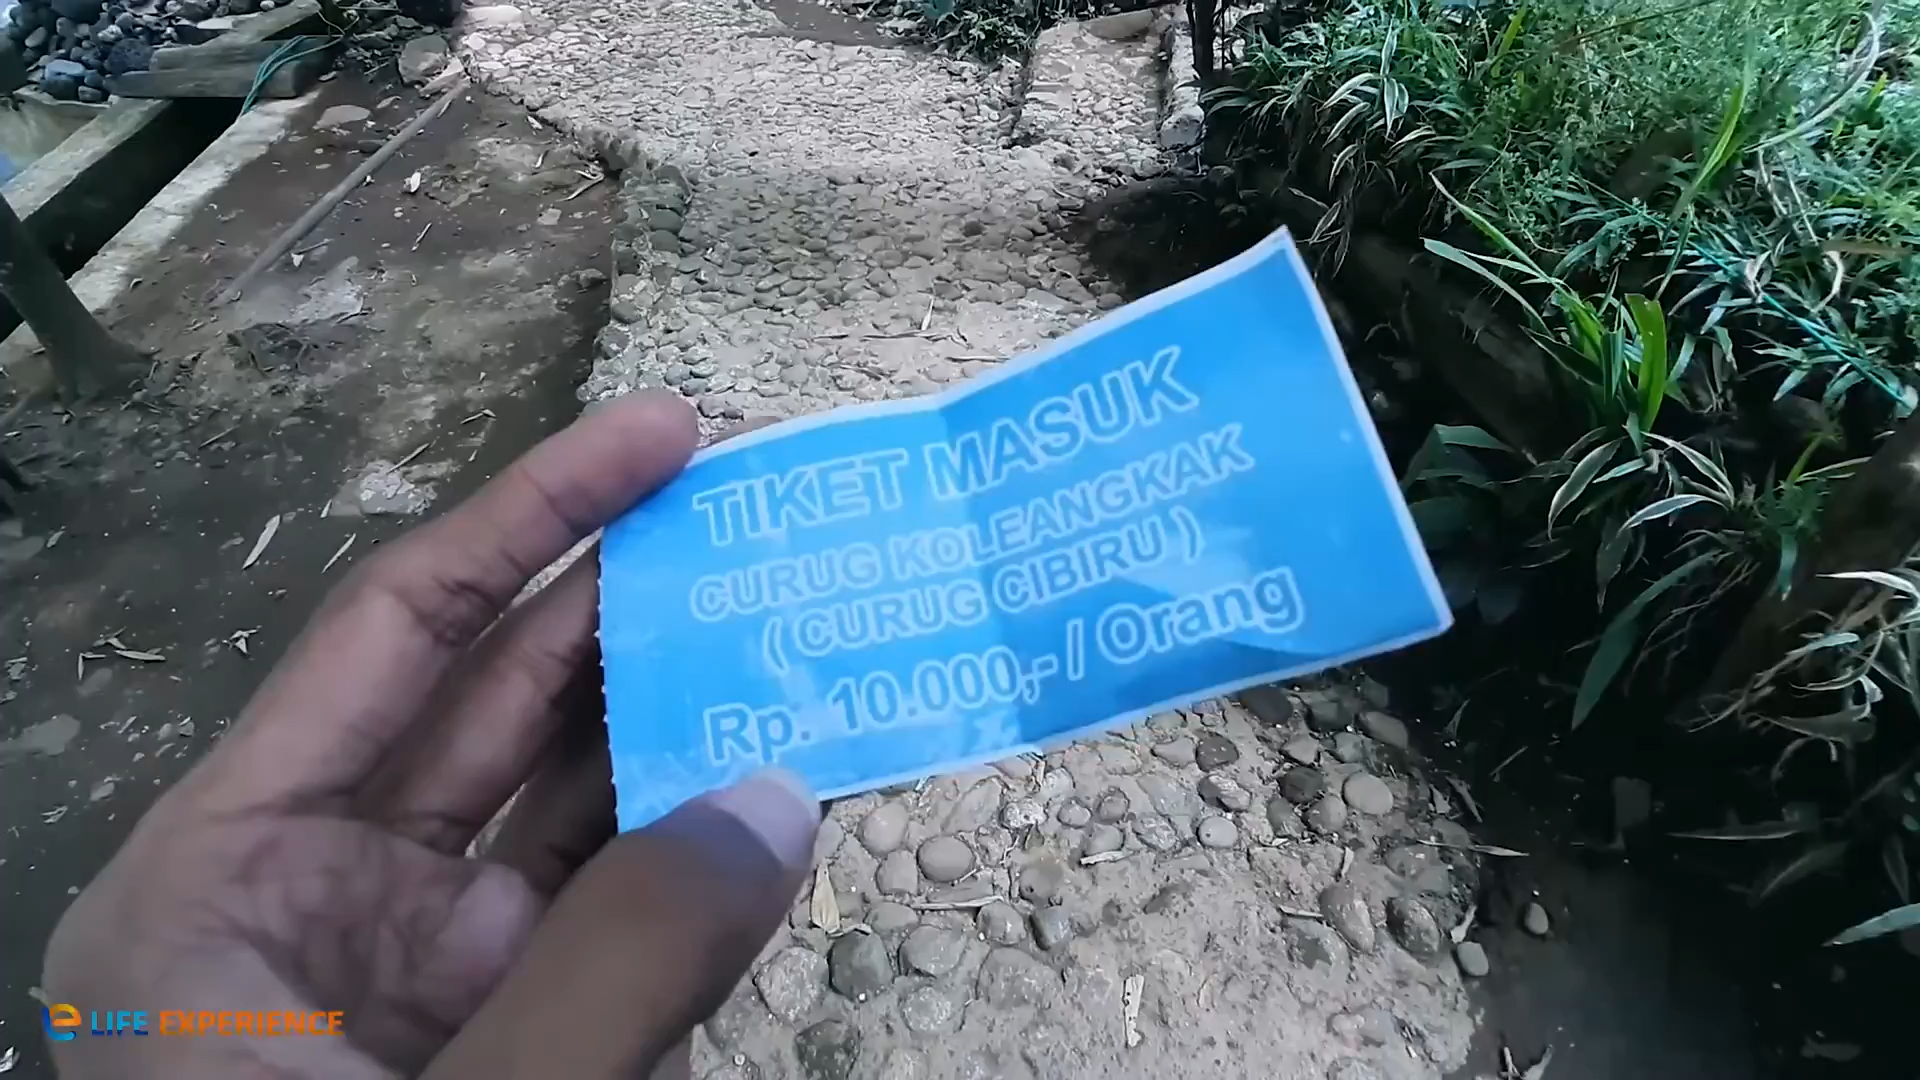 TIKET MASUK
CURUG KOLEANGKAK
( CURUG CIBIRU )
Rp. 10.000,- / Orang
LIFE EXPERIENCE